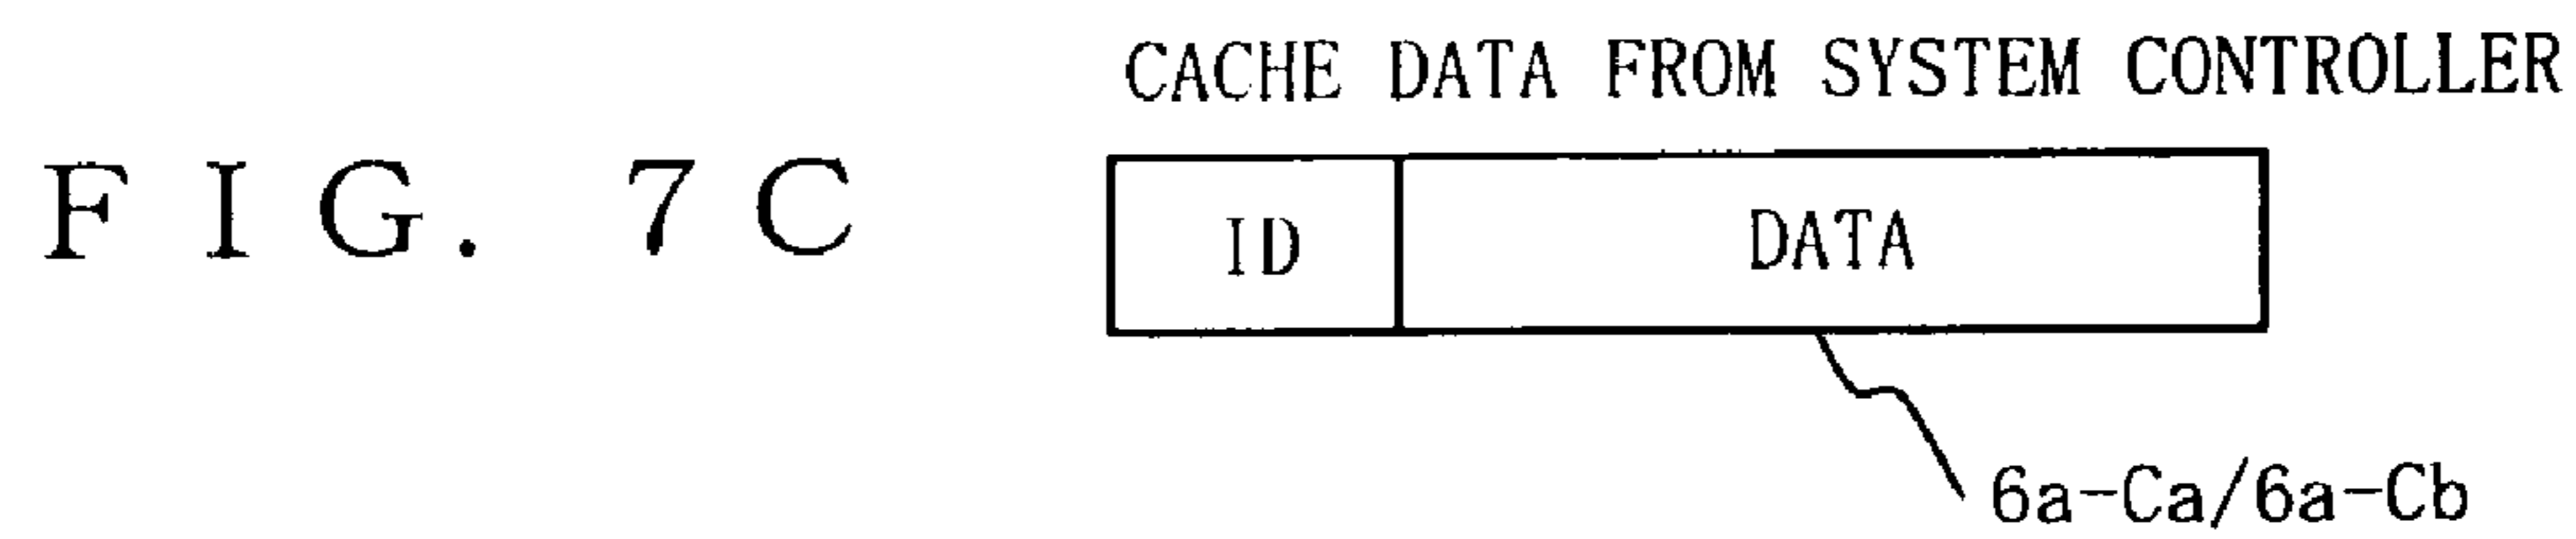 CACHE DATA FROM SYSTEM CONTROLLER
FIG. 7C
ID DATA
6a-Ca/6a-Cb